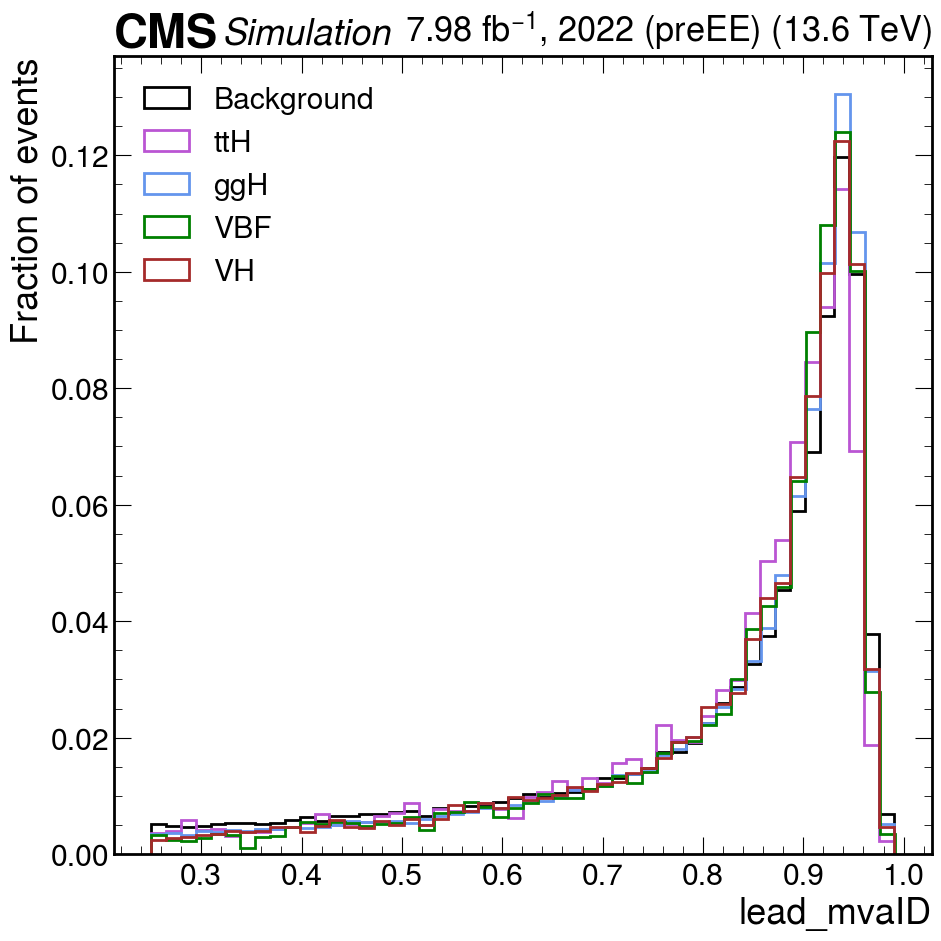 CMS Simulation 7.98 fb⁻¹, 2022 (preEE) (13.6 TeV)
Fraction of events
Background
ttH
ggH
VBF
VH
0.12
0.10
0.08
0.06
0.04
0.02
0.00
0.3 0.4 0.5 0.6 0.7 0.8 0.9 1.0
lead_mvaID